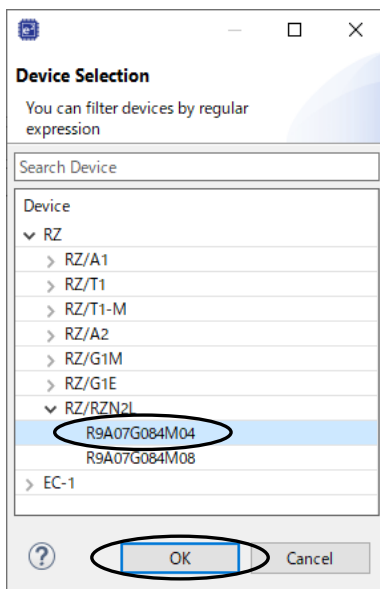 Device Selection
You can filter devices by regular
expression
Search Device
Device
RZ
RZ/A1
RZ/T1
RZ/T1-M
RZ/A2
RZ/G1M
RZ/G1E
RZ/RZN2L
R9A07G084M04
R9A07G084M08
EC-1
?
OK
Cancel